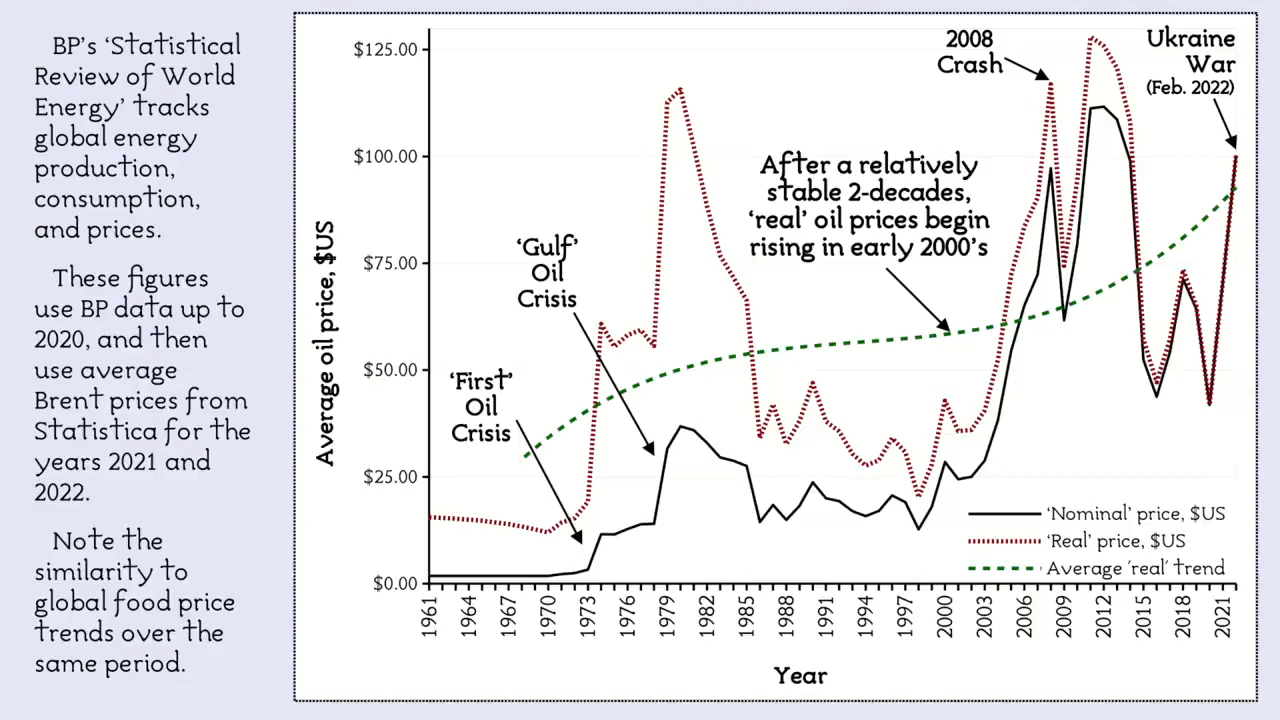 BP's 'Statistical
Review of World
Energy' tracks
global energy
production,
consumption,
and prices.
These figures
use BP data up to
2020, and then
use average
Brent prices from
Statistica for the
years 2021 and
2022.
Note the
similarity to
global food price
trends over the
same period.
Average oil price, $US
$125.00
$100.00
$75.00
$50.00
$25.00
$0.00
2008
Crash
Ukraine
War
(Feb. 2022)
After a relatively
stable 2-decades,
'real' oil prices begin
rising in early 2000's
'Gulf'
Oil
Crisis
'First'
Oil
Crisis
'Nominal' price, $US
'Real' price, $US
Average 'real' trend
1961
1964
1967
1970
1973
1976
1979
1982
1985
1988
1991
1994
1997
2000
2003
2006
2009
2012
2015
2018
2021
Year